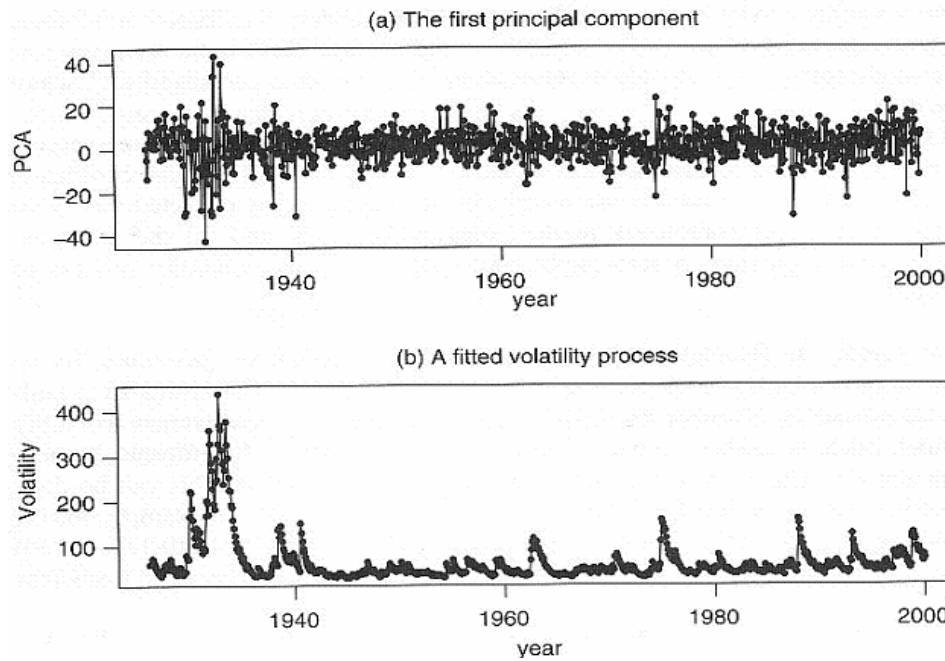 (a) The first principal component
40
20
0
−20
−40
PCA
1940
1960
1980
2000
year
(b) A fitted volatility process
400
300
200
100
Volatility
1940
1960
1980
2000
year